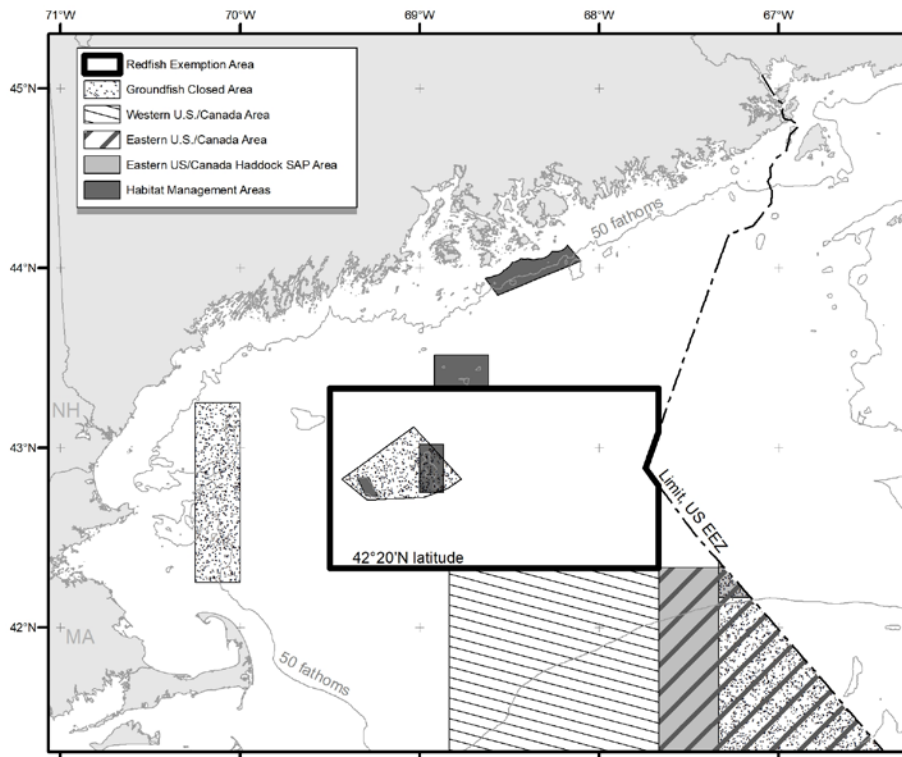 71°W 70°W 69°W 68°W 67°W
Redfish Exemption Area
Groundfish Closed Area
Western U.S./Canada Area
Eastern U.S./Canada Area
Eastern US/Canada Haddock SAP Area
Habitat Management Areas
45°N
50 fathoms
44°N
NH
43°N
Limit, US EEZ
42°20'N latitude
42°N
MA
50 fathoms